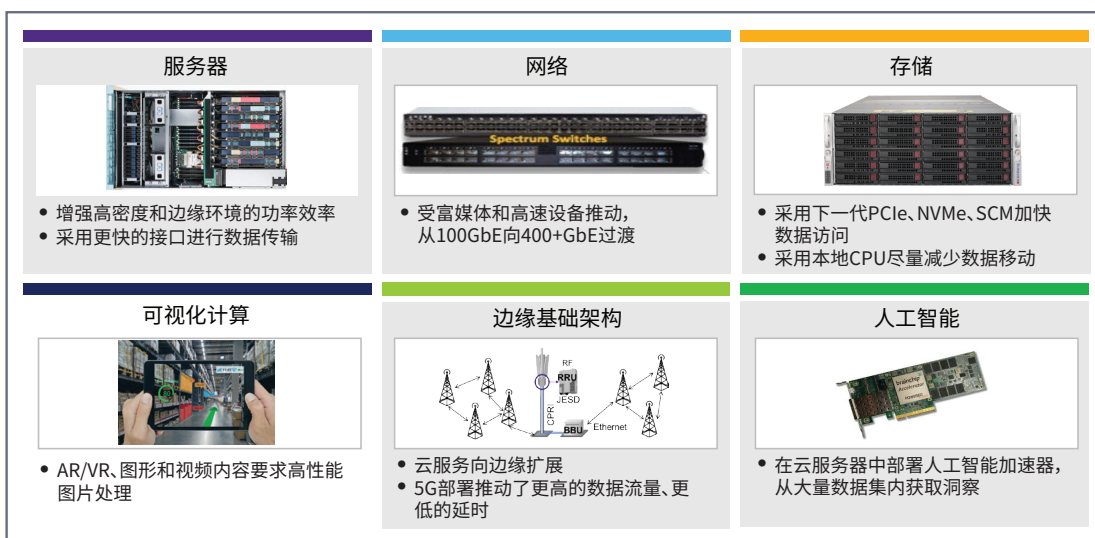 服务器
• 增强高密度和边缘环境的功率效率
• 采用更快的接口进行数据传输
网络
Spectrum Switches
• 受富媒体和高速设备推动，
从100GbE向400+GbE过渡
存储
• 采用下一代PCIe、NVMe、SCM加快
数据访问
• 采用本地CPU尽量减少数据移动
可视化计算
• AR/VR、图形和视频内容要求高性能
图片处理
边缘基础架构
RF
RRU
JESD
CPRI
BBU
Ethernet
• 云服务向边缘扩展
• 5G部署推动了更高的数据流量、更
低的延时
人工智能
brainchip
Accelerator
• 在云服务器中部署人工智能加速器，
从大量数据集内获取洞察